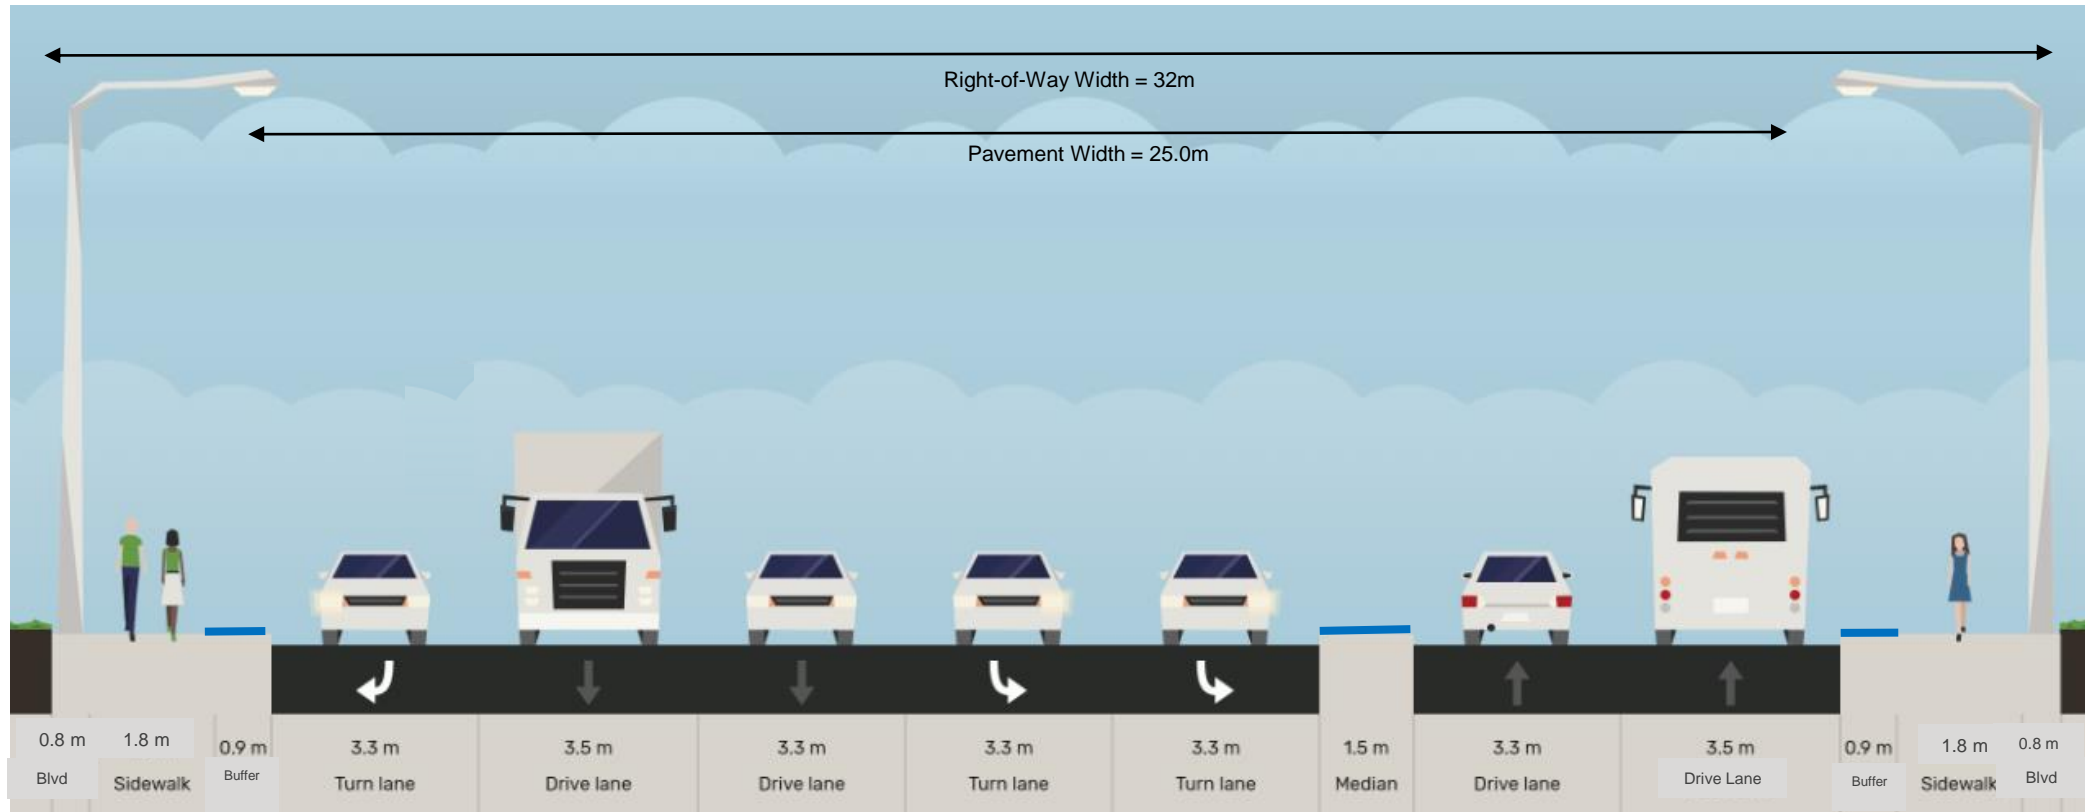 Right-of-Way Width = 32m
Pavement Width = 25.0m
0.8 m 1.8 m 0.9 m 3.3 m 3.5 m 3.3 m 3.3 m 3.3 m 1.5 m 3.3 m 3.5 m 0.9 m 1.8 m 0.8 m
Blvd Sidewalk Buffer Turn lane Drive lane Drive lane Turn lane Turn lane Median Drive lane Drive Lane Buffer Sidewalk Blvd